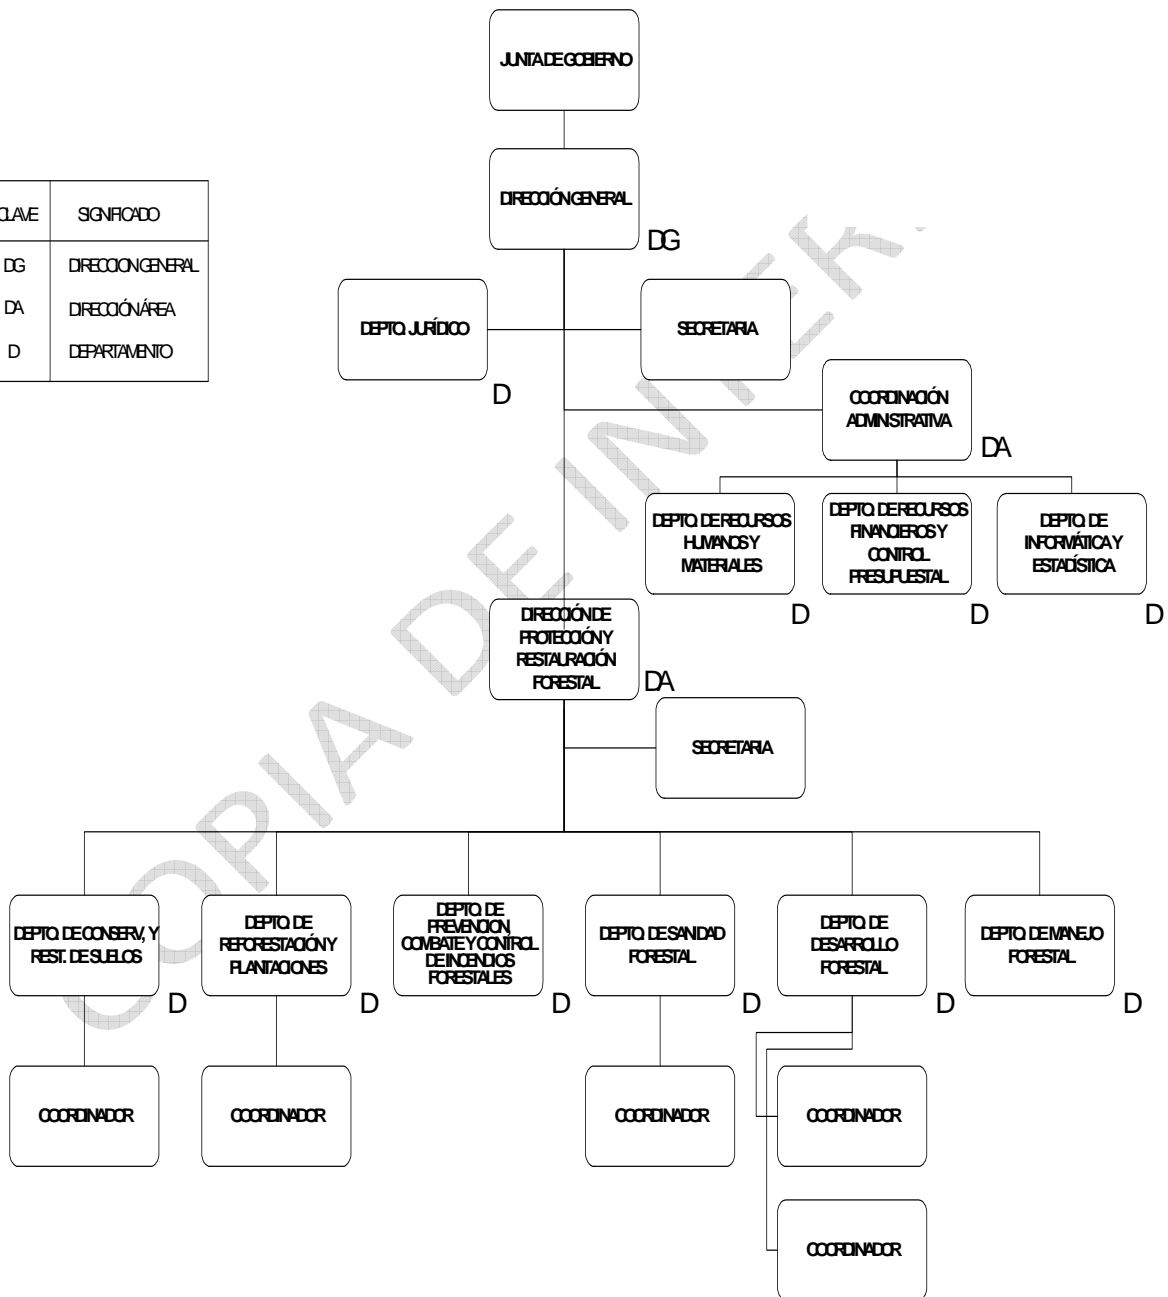 JUNTA DE GOBIERNO
DIRECCIÓN GENERAL
DG
CLAVE SIGNIFICADO
DG DIRECCION GENERAL
DA DIRECCIÓN ÁREA
D DEPARTAMENTO
DEPTO. JURÍDICO
D
SECRETARIA
COORDINACIÓN
ADMINISTRATIVA
DA
DEPTO. DE RECURSOS
HUMANOS Y
MATERIALES
D
DEPTO. DE RECURSOS
FINANCIEROS Y
CONTROL
PRESUPUESTAL
D
DEPTO. DE
INFORMÁTICA Y
ESTADÍSTICA
D
DIRECCIÓN DE
PROTECCIÓN Y
RESTAURACIÓN
FORESTAL
DA
SECRETARIA
DEPTO. DE CONSERV, Y
REST. DE SUELOS
D
DEPTO. DE
REFORESTACIÓN Y
PLANTACIONES
D
DEPTO. DE
PREVENCION,
COMBATE Y CONTROL
DE INCENDIOS
FORESTALES
D
DEPTO. DE SANIDAD
FORESTAL
D
DEPTO. DE
DESARROLLO
FORESTAL
D
DEPTO. DE MANEJO
FORESTAL
D
COORDINADOR
COORDINADOR
COORDINADOR
COORDINADOR
COORDINADOR
COPIA DE INTER